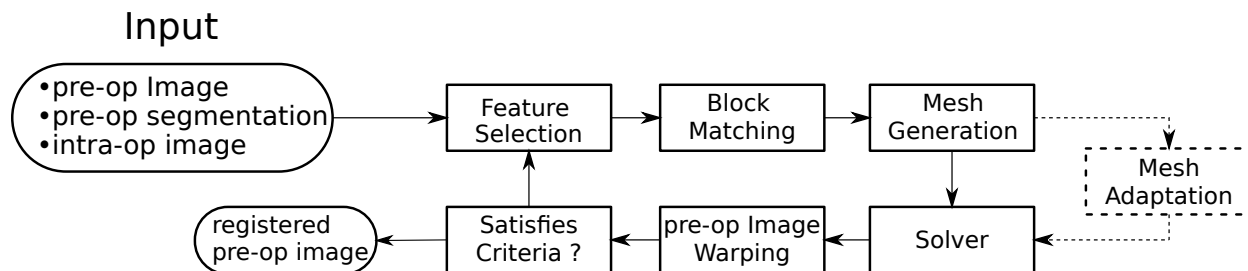 Input
•pre-op Image
•pre-op segmentation
•intra-op image
Feature
Selection
Block
Matching
Mesh
Generation
Mesh
Adaptation
registered
pre-op image
Satisfies
Criteria ?
pre-op Image
Warping
Solver